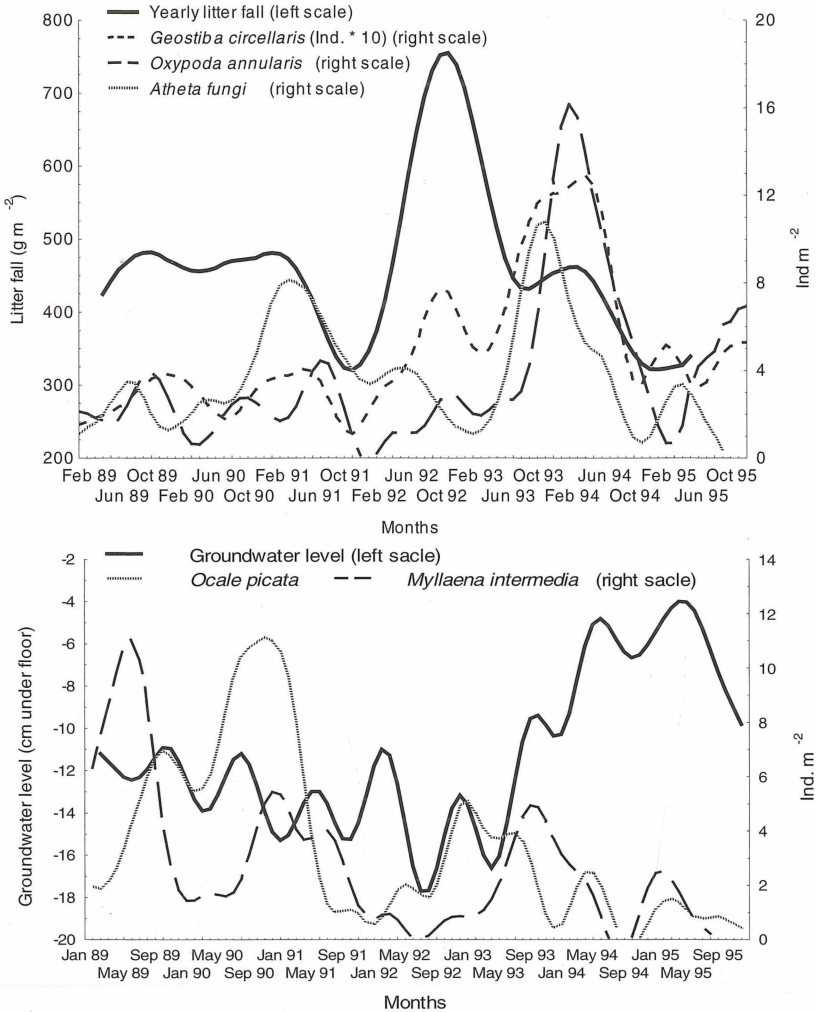 800
700
600
500
400
300
200
Litter fall (g m -2)
20
16
12
8
4
0
Ind m -2
Yearly litter fall (left scale)
Geostiba circellaris (Ind. * 10) (right scale)
Oxypoda annularis (right scale)
Atheta fungi (right scale)
Feb 89 Oct 89 Jun 90 Feb 91 Oct 91 Jun 92 Feb 93 Oct 93 Jun 94 Feb 95 Oct 95
Jun 89 Feb 90 Oct 90 Jun 91 Feb 92 Oct 92 Jun 93 Feb 94 Oct 94 Jun 95
Months
-2
-4
-6
-8
-10
-12
-14
-16
-18
-20
Groundwater level (cm under floor)
14
12
10
8
6
4
2
0
Ind. m -2
Groundwater level (left sacle)
Ocale picata Myllaena intermedia (right sacle)
Jan 89 Sep 89 May 90 Jan 91 Sep 91 May 92 Jan 93 Sep 93 May 94 Jan 95 Sep 95
May 89 Jan 90 Sep 90 May 91 Jan 92 Sep 92 May 93 Jan 94 Sep 94 May 95
Months